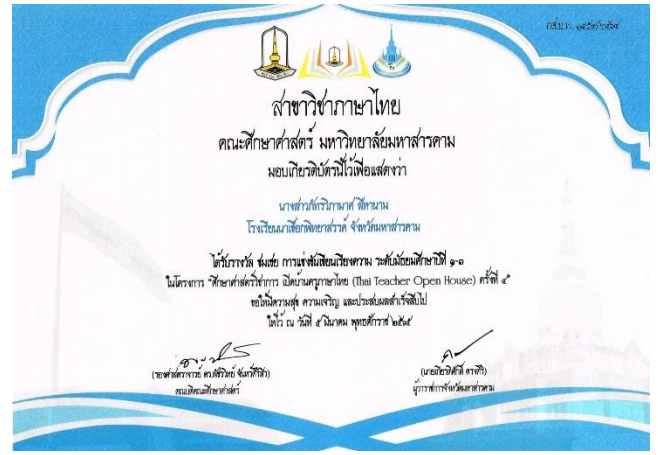 สาขาวิชาภาษาไทย
คณะศึกษาศาสตร์ มหาวิทยาลัยมหาสารคาม
มอบเกียรติบัตรนี้ไว้เพื่อแสดงว่า
โรงเรียนนาเชือกพิทยาสรรค์ จังหวัดมหาสารคาม
ได้รับรางวัล ชมเชย การแข่งขันเขียนเรียงความ ระดับมัธยมศึกษาปีที่ ๑-๓
ในโครงการ "ศึกษาศาสตร์วิชาการ เปิดบ้านครูภาษาไทย (Thai Teacher Open House) ครั้งที่ ๔"
ขอให้มีความสุข ความเจริญ และประสบผลสำเร็จสืบไป
ให้ไว้ ณ วันที่ ๕ มีนาคม พุทธศักราช ๒๕๖๕
คณบดีคณะศึกษาศาสตร์
ผู้ว่าราชการจังหวัดมหาสารคาม